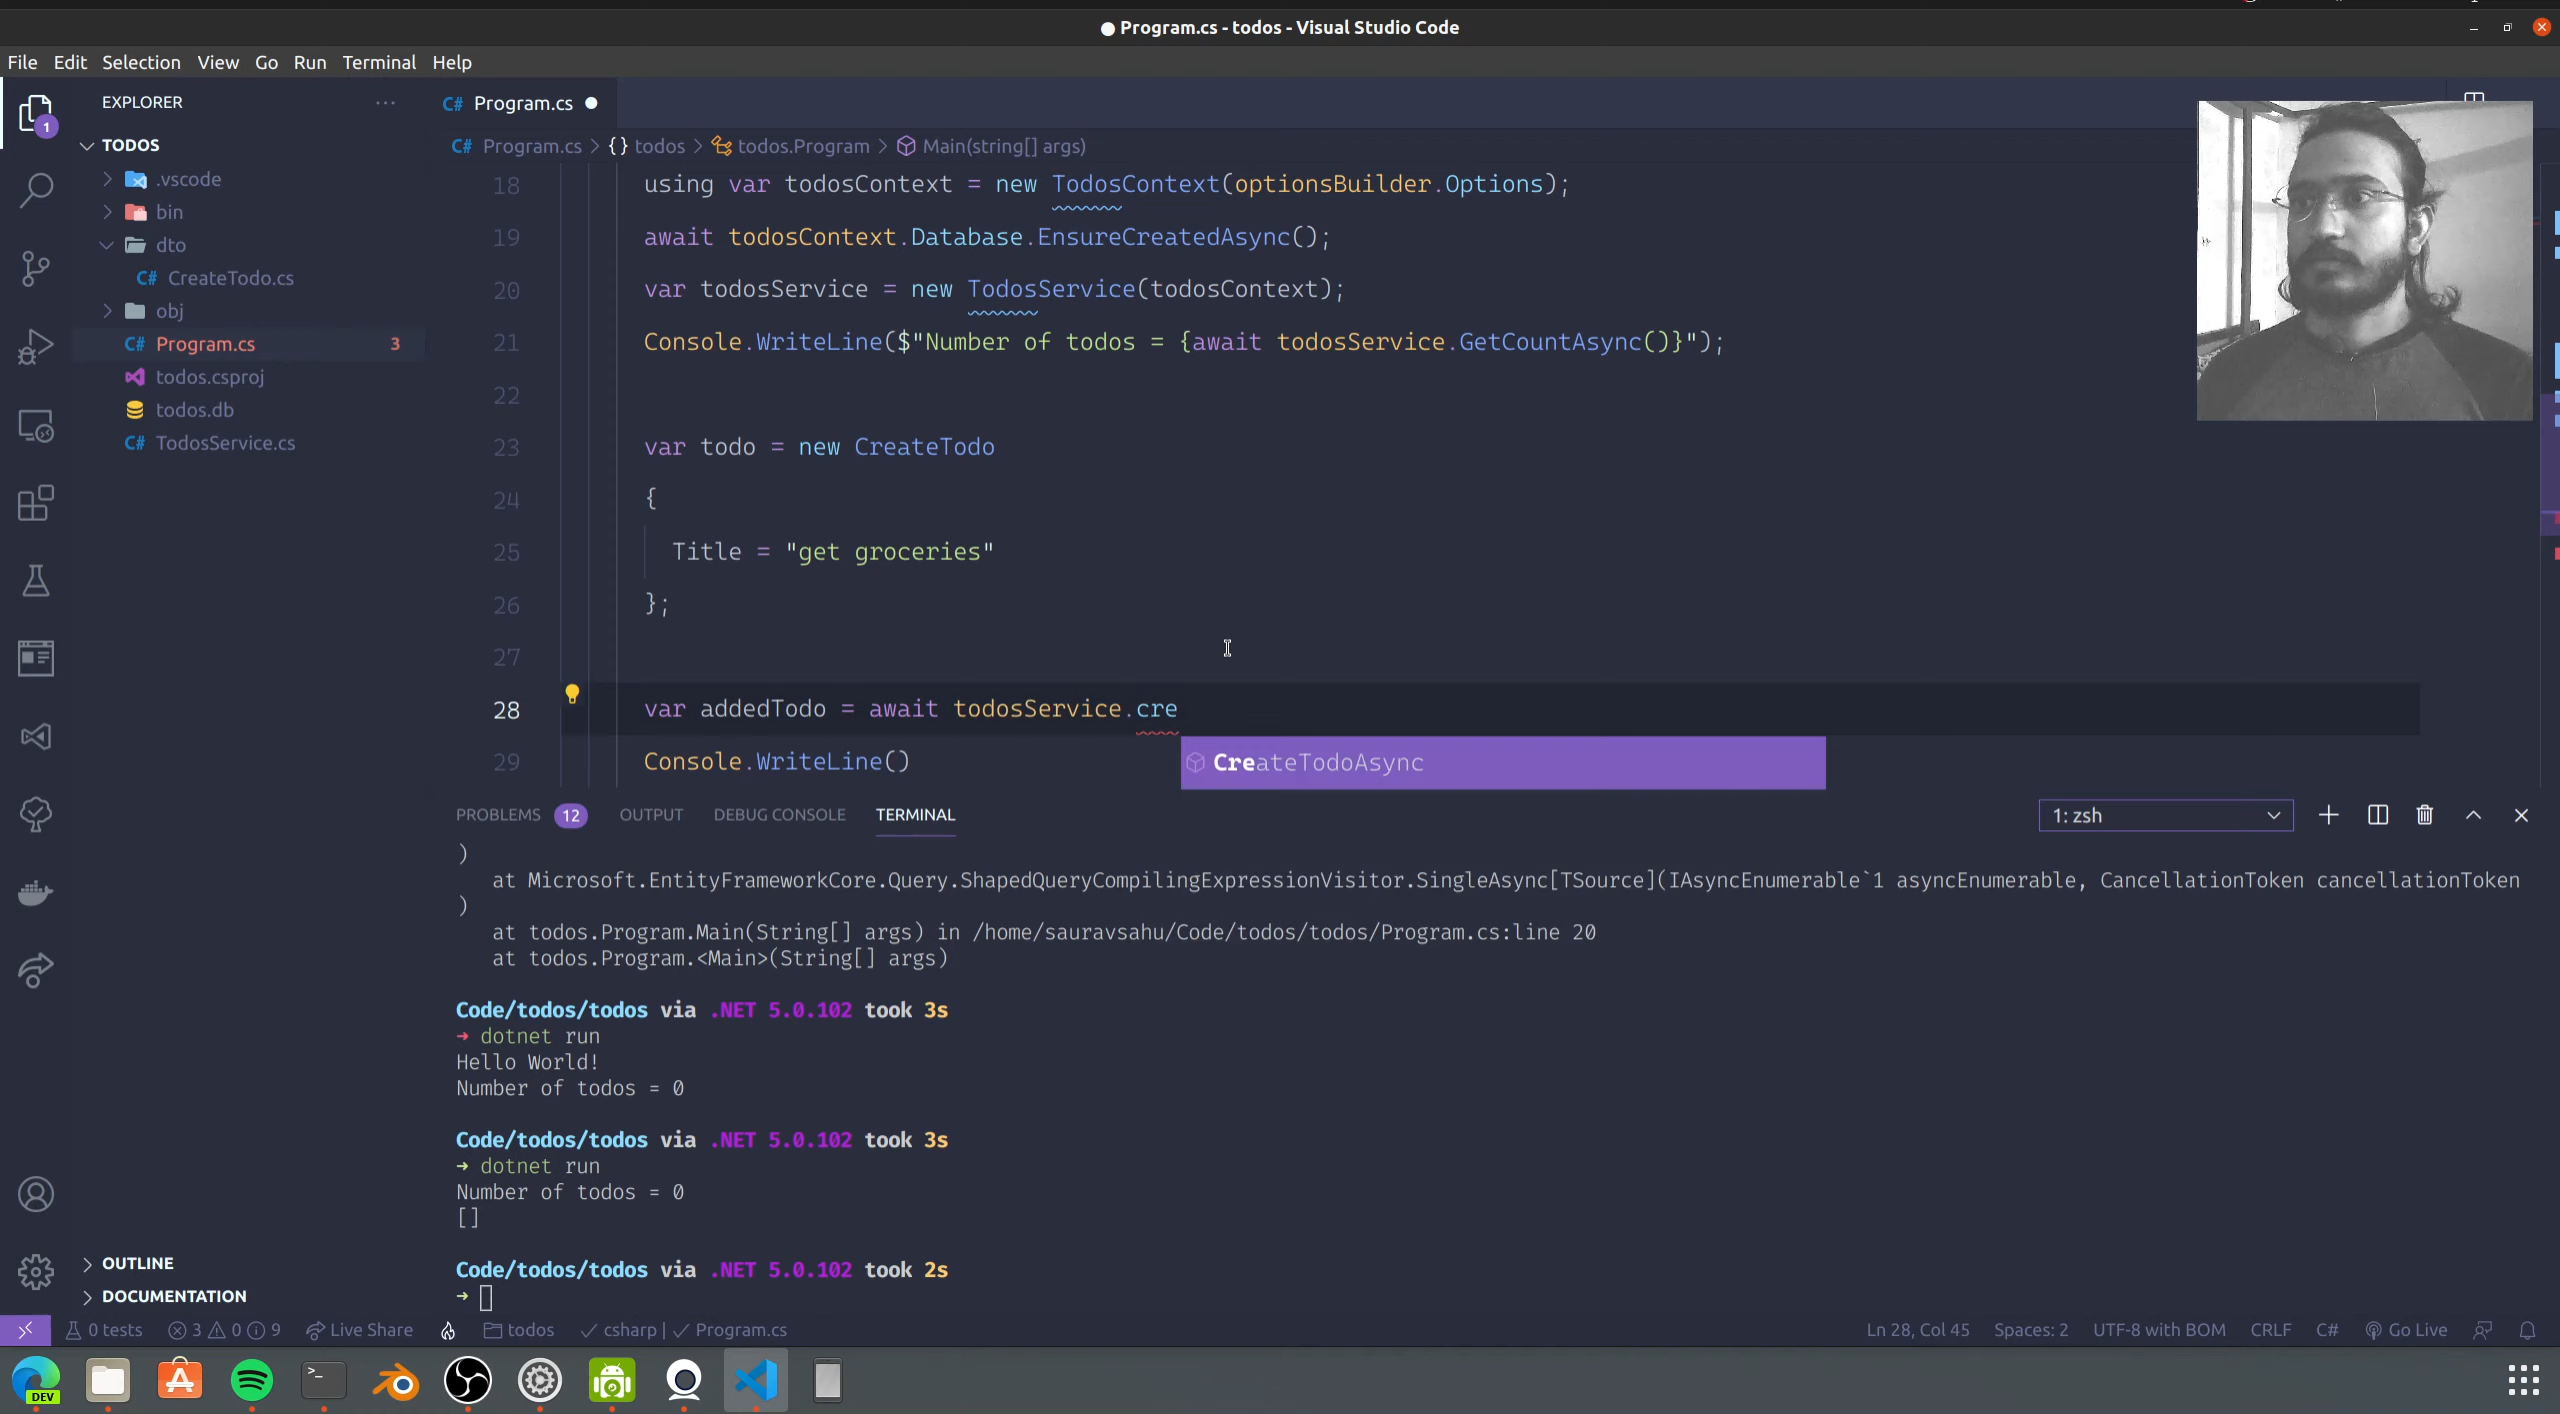 Program.cs - todos - Visual Studio Code
File Edit Selection View Go Run Terminal Help
EXPLORER
1
TODOS
.vscode
bin
dto
C# CreateTodo.cs
obj
C# Program.cs 3
todos.csproj
todos.db
C# TodosService.cs
OUTLINE
DOCUMENTATION
C# Program.cs
C# Program.cs > {} todos > todos.Program > Main(string[] args)
18 using var todosContext = new TodosContext(optionsBuilder.Options);
19 await todosContext.Database.EnsureCreatedAsync();
20 var todosService = new TodosService(todosContext);
21 Console.WriteLine($"Number of todos = {await todosService.GetCountAsync()}");
22
23 var todo = new CreateTodo
24 {
25 Title = "get groceries"
26 };
27
28 var addedTodo = await todosService.cre
29 Console.WriteLine()
CreateTodoAsync
PROBLEMS 12 OUTPUT DEBUG CONSOLE TERMINAL 1: zsh
)
at Microsoft.EntityFrameworkCore.Query.ShapedQueryCompilingExpressionVisitor.SingleAsync[TSource](IAsyncEnumerable`1 asyncEnumerable, CancellationToken cancellationToken
)
at todos.Program.Main(String[] args) in /home/sauravsahu/Code/todos/todos/Program.cs:line 20
at todos.Program.<Main>(String[] args)
Code/todos/todos via .NET 5.0.102 took 3s
➜ dotnet run
Hello World!
Number of todos = 0
Code/todos/todos via .NET 5.0.102 took 3s
➜ dotnet run
Number of todos = 0
[]
Code/todos/todos via .NET 5.0.102 took 2s
➜
0 tests 3 0 9 Live Share todos csharp | Program.cs Ln 28, Col 45 Spaces: 2 UTF-8 with BOM CRLF C# Go Live
DEV